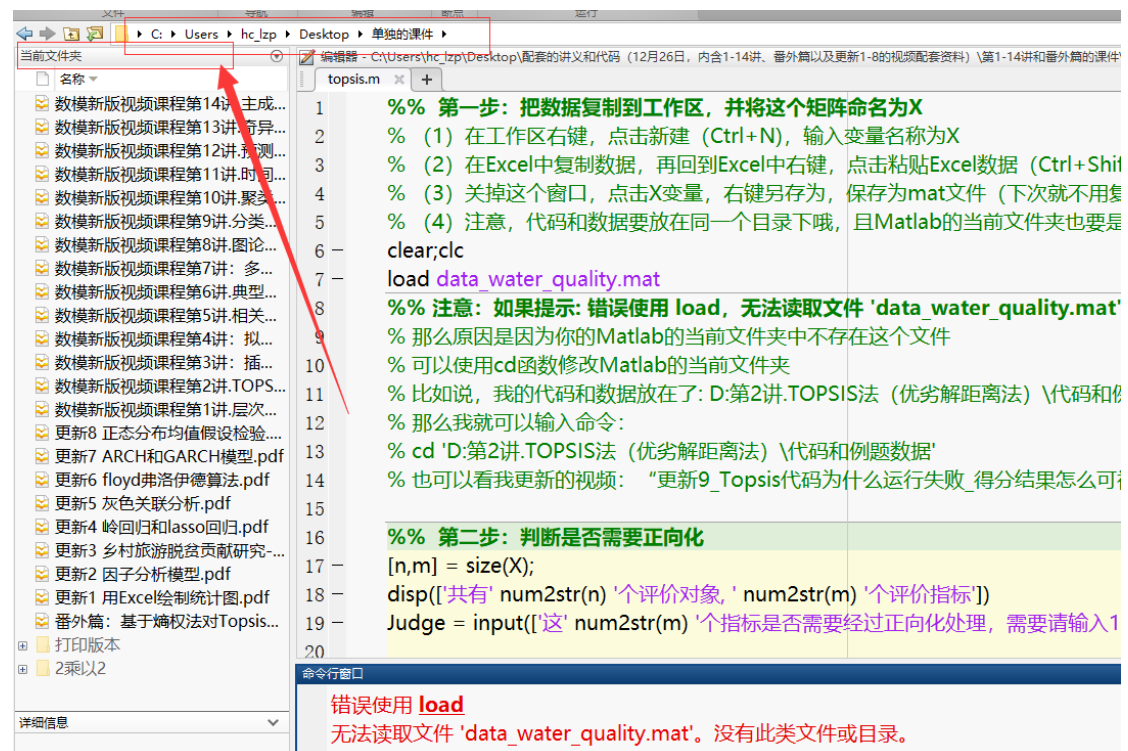 文件 导航 编辑 断点 运行
C: Users hc_lzp Desktop 单独的课件
当前文件夹
编辑器 - C:\Users\hc_lzp\Desktop\配套的讲义和代码（12月26日，内含1-14讲、番外篇以及更新1-8的视频配套资料）\第1-14讲和番外篇的课件\
topsis.m
名称
数模新版视频课程第14讲.主成...
数模新版视频课程第13讲.奇异...
数模新版视频课程第12讲.预测...
数模新版视频课程第11讲.时间...
数模新版视频课程第10讲.聚类...
数模新版视频课程第9讲.分类...
数模新版视频课程第8讲.图论...
数模新版视频课程第7讲：多...
数模新版视频课程第6讲.典型...
数模新版视频课程第5讲.相关...
数模新版视频课程第4讲：拟...
数模新版视频课程第3讲：插...
数模新版视频课程第2讲.TOPS...
数模新版视频课程第1讲.层次...
更新8 正态分布均值假设检验....
更新7 ARCH和GARCH模型.pdf
更新6 floyd弗洛伊德算法.pdf
更新5 灰色关联分析.pdf
更新4 岭回归和lasso回归.pdf
更新3 乡村旅游脱贫贡献研究-...
更新2 因子分析模型.pdf
更新1 用Excel绘制统计图.pdf
番外篇：基于熵权法对Topsis...
打印版本
2乘以2
详细信息
1 %% 第一步：把数据复制到工作区，并将这个矩阵命名为X
2 % （1）在工作区右键，点击新建（Ctrl+N)，输入变量名称为X
3 % （2）在Excel中复制数据，再回到Excel中右键，点击粘贴Excel数据（Ctrl+Shif
4 % （3）关掉这个窗口，点击X变量，右键另存为，保存为mat文件（下次就不用复
5 % （4）注意，代码和数据要放在同一个目录下哦，且Matlab的当前文件夹也要是
6 clear;clc
7 load data_water_quality.mat
8 %% 注意：如果提示: 错误使用 load，无法读取文件 'data_water_quality.mat'
9 % 那么原因是因为你的Matlab的当前文件夹中不存在这个文件
10 % 可以使用cd函数修改Matlab的当前文件夹
11 % 比如说，我的代码和数据放在了: D:第2讲.TOPSIS法（优劣解距离法）\代码和例
12 % 那么我就可以输入命令：
13 % cd 'D:第2讲.TOPSIS法（优劣解距离法）\代码和例题数据'
14 % 也可以看我更新的视频：“更新9_Topsis代码为什么运行失败_得分结果怎么可视
15
16 %% 第二步：判断是否需要正向化
17 [n,m] = size(X);
18 disp(['共有' num2str(n) '个评价对象, ' num2str(m) '个评价指标'])
19 Judge = input(['这' num2str(m) '个指标是否需要经过正向化处理，需要请输入1
20
命令行窗口
错误使用 load
无法读取文件 'data_water_quality.mat'。没有此类文件或目录。